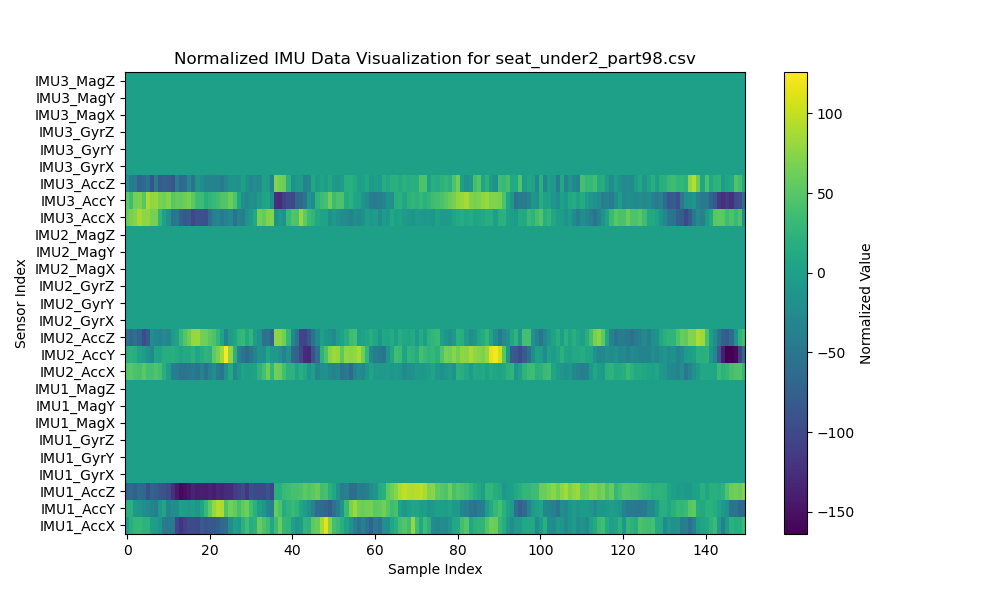 Normalized IMU Data Visualization for seat_under2_part98.csv
IMU3_MagZ
IMU3_MagY
IMU3_MagX
IMU3_GyrZ
IMU3_GyrY
IMU3_GyrX
IMU3_AccZ
IMU3_AccY
IMU3_AccX
IMU2_MagZ
IMU2_MagY
IMU2_MagX
IMU2_GyrZ
IMU2_GyrY
IMU2_GyrX
IMU2_AccZ
IMU2_AccY
IMU2_AccX
IMU1_MagZ
IMU1_MagY
IMU1_MagX
IMU1_GyrZ
IMU1_GyrY
IMU1_GyrX
IMU1_AccZ
IMU1_AccY
IMU1_AccX
Sensor Index
0 20 40 60 80 100 120 140
Sample Index
100
50
0
−50
−100
−150
Normalized Value